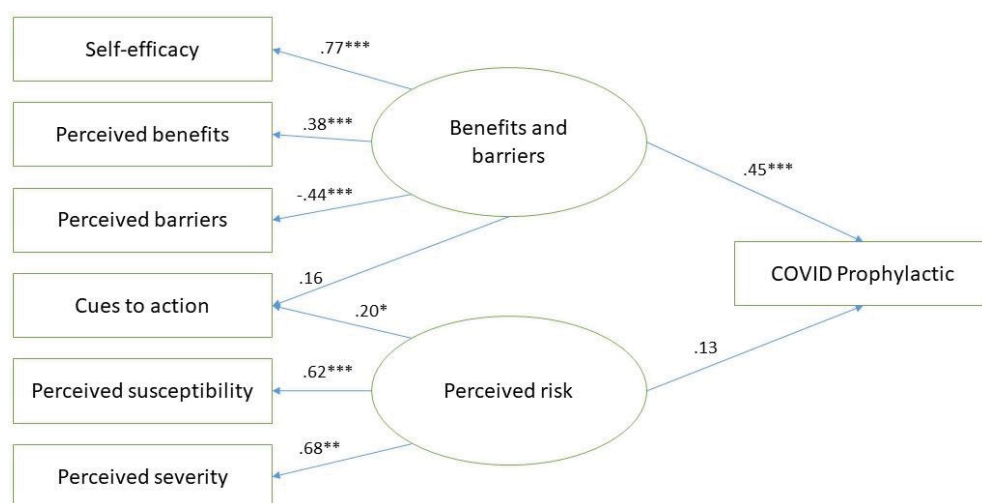 Self-efficacy
.77***
Perceived benefits
.38***
Benefits and
barriers
-.44***
.45***
Perceived barriers
.16
Cues to action
.20*
COVID Prophylactic
.13
Perceived susceptibility
.62***
Perceived risk
.68**
Perceived severity